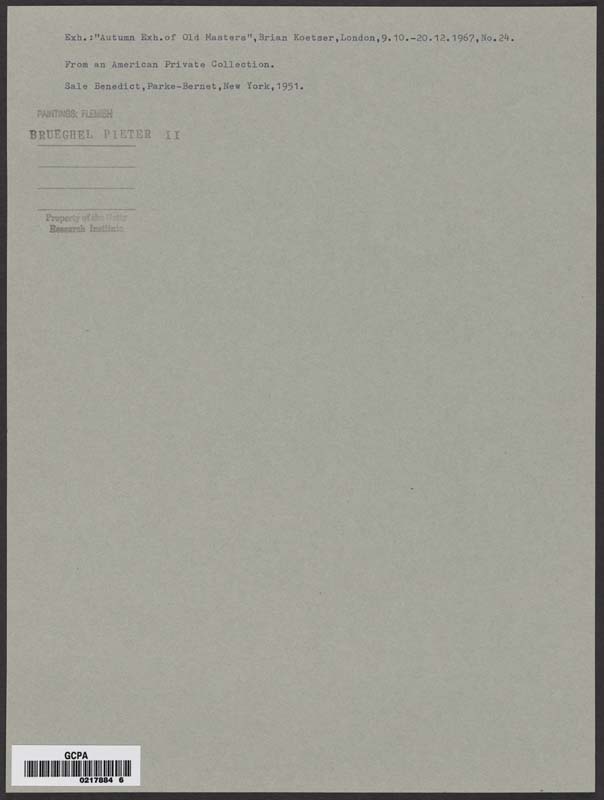 Exh.:"Autumn Exh.of Old Masters",Brian Koetser,London,9.10.-20.12.1967,No.24.
From an American Private Collection.
Sale Benedict,Parke-Bernet,New York,1951.
PAINTINGS: FLEMISH
BRUEGHEL PIETER II
Property of the Getty
Research Institute
GCPA
0217884 6